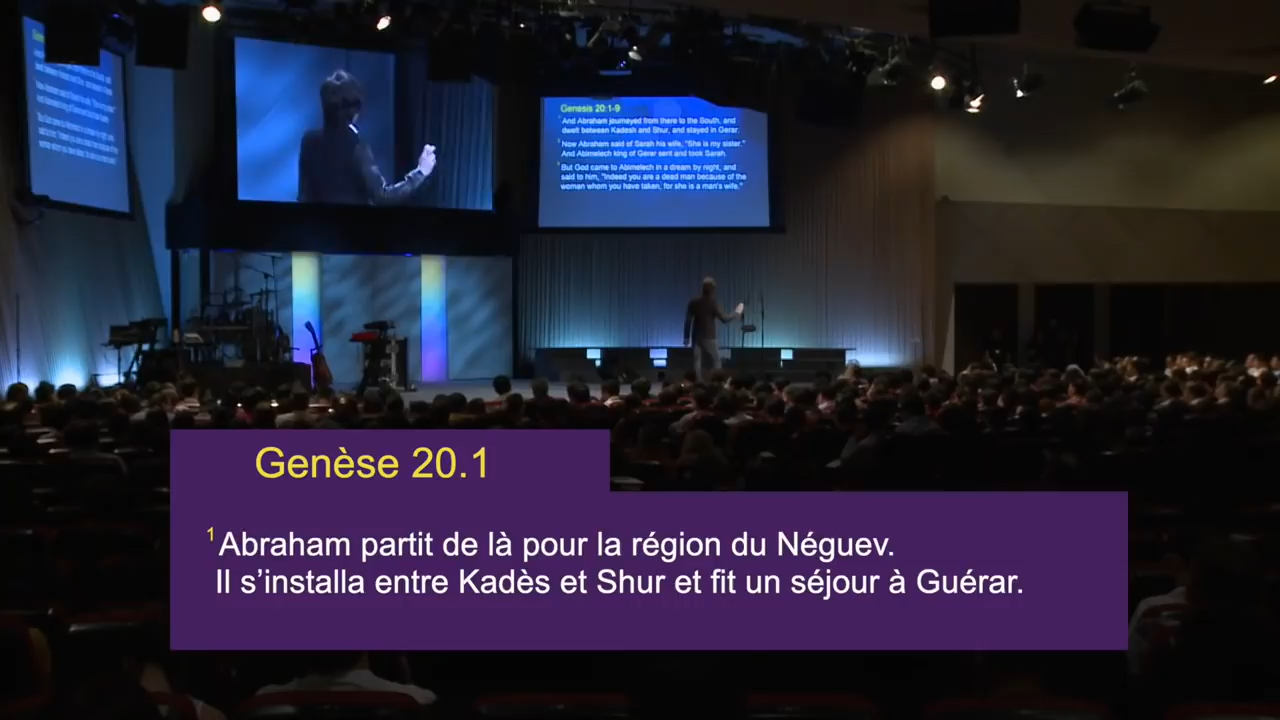 Genesis 20:1-9
And Abraham journeyed from there to the South, and
dwelt between Kadesh and Shur, and stayed in Gerar.
Now Abraham said of Sarah his wife, "She is my sister."
And Abimelech king of Gerar sent and took Sarah.
But God came to Abimelech in a dream by night, and
said to him, "Indeed you are a dead man because of the
woman whom you have taken, for she is a man's wife."
Genèse 20.1
1 Abraham partit de là pour la région du Néguev.
Il s'installa entre Kadès et Shur et fit un séjour à Guérar.